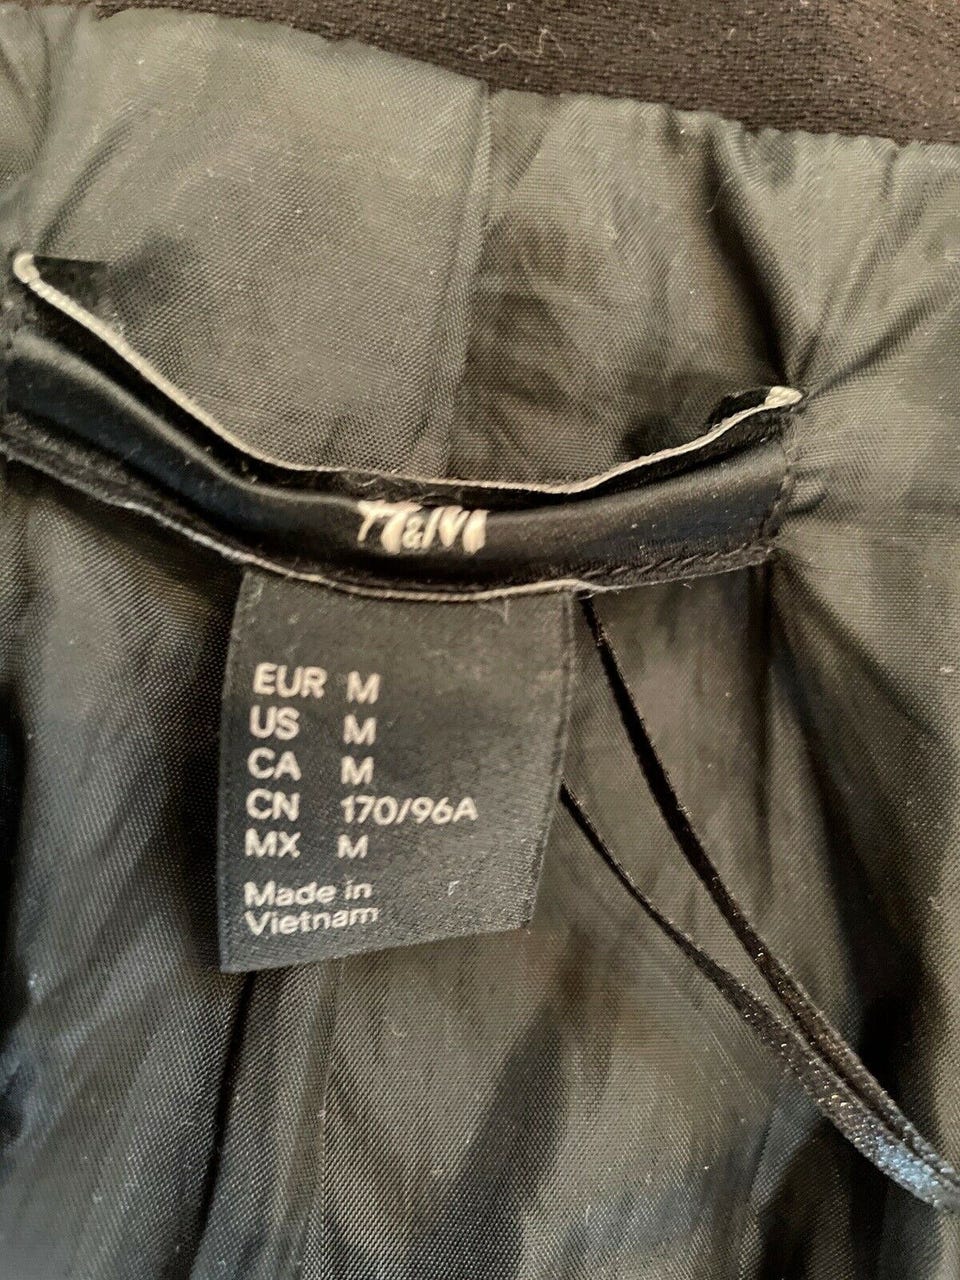 H&M
EUR M
US M
CA M
CN 170/96A
MX M
Made in
Vietnam